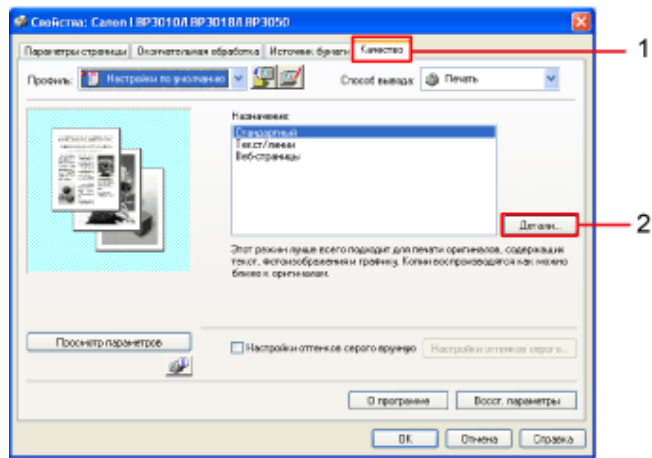 Свойства: Canon LBP3010/LBP3018/LBP3050
Параметры страницы Окончательная обработка Источник бумаги Качество
1
Профиль: Настройки по умолчанию Способ вывода: Печать
Назначение:
Стандартный
Текст/линии
Веб-страницы
Детали...
2
Этот режим лучше всего подходит для печати оригиналов, содержащих
текст, фотоизображения и графику. Копии воспроизводятся как можно
ближе к оригиналам.
Просмотр параметров
Настройки оттенков серого вручную Настройки оттенков серого...
О программе Восст. параметры
OK Отмена Справка